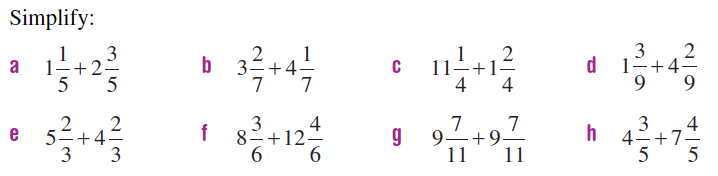 Simplify:
a 1 1/5 + 2 3/5 b 3 2/7 + 4 1/7 c 11 1/4 + 1 2/4 d 1 3/9 + 4 2/9
e 5 2/3 + 4 2/3 f 8 3/6 + 12 4/6 g 9 7/11 + 9 7/11 h 4 3/5 + 7 4/5